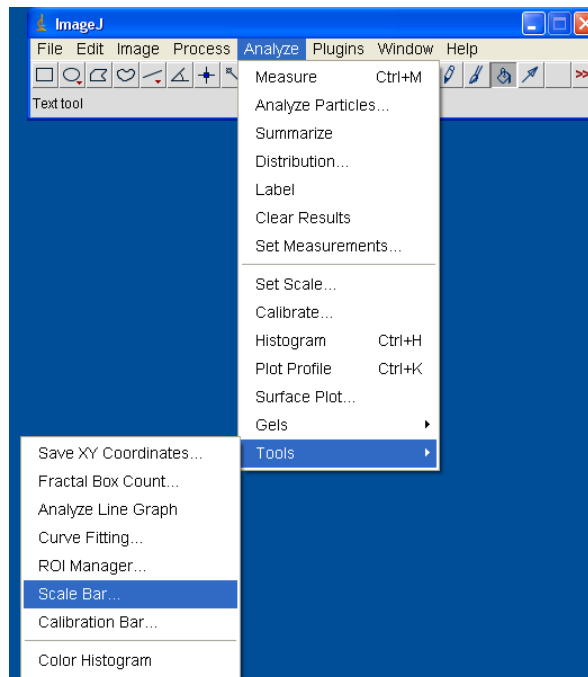 ImageJ
File Edit Image Process Analyze Plugins Window Help
>>
Text tool
Measure Ctrl+M
Analyze Particles...
Summarize
Distribution...
Label
Clear Results
Set Measurements...
Set Scale...
Calibrate...
Histogram Ctrl+H
Plot Profile Ctrl+K
Surface Plot...
Gels
Tools
Save XY Coordinates...
Fractal Box Count...
Analyze Line Graph
Curve Fitting...
ROI Manager...
Scale Bar...
Calibration Bar...
Color Histogram